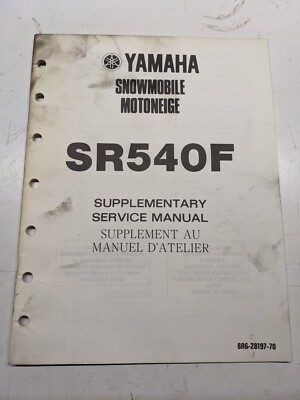 YAMAHA
SNOWMOBILE
MOTONEIGE
SR540F
SUPPLEMENTARY
SERVICE MANUAL
SUPPLEMENT AU
MANUEL D'ATELIER
8R6-28197-70